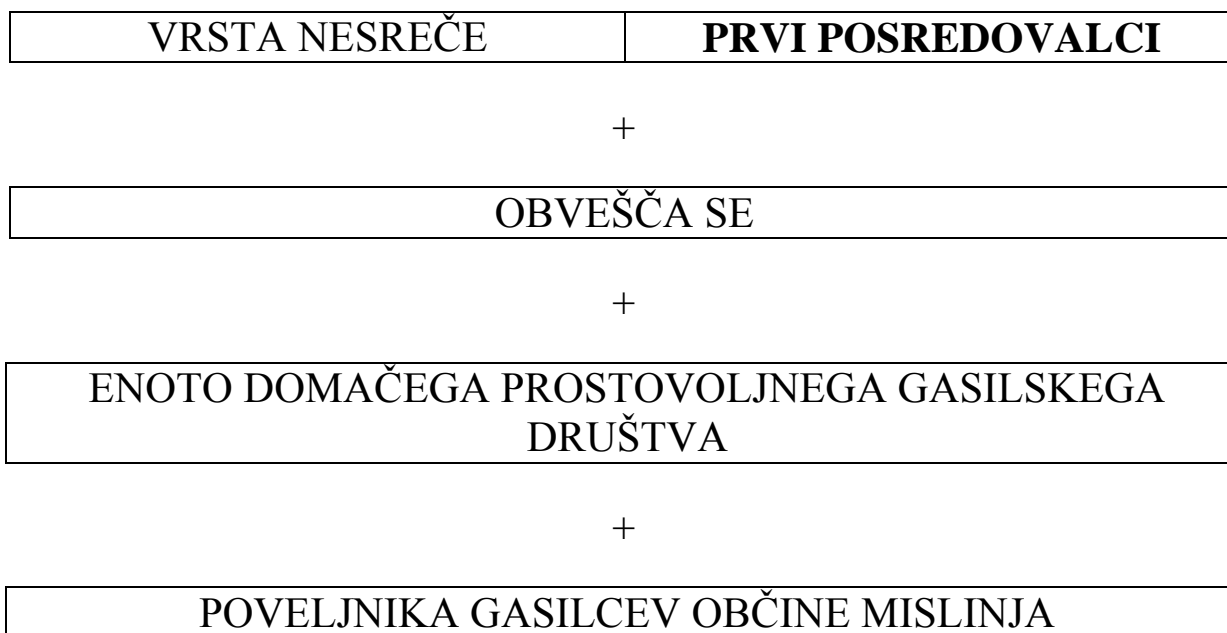 VRSTA NESREČE PRVI POSREDOVALCI
+
OBVEŠČA SE
+
ENOTO DOMAČEGA PROSTOVOLJNEGA GASILSKEGA
DRUŠTVA
+
POVELJNIKA GASILCEV OBČINE MISLINJA